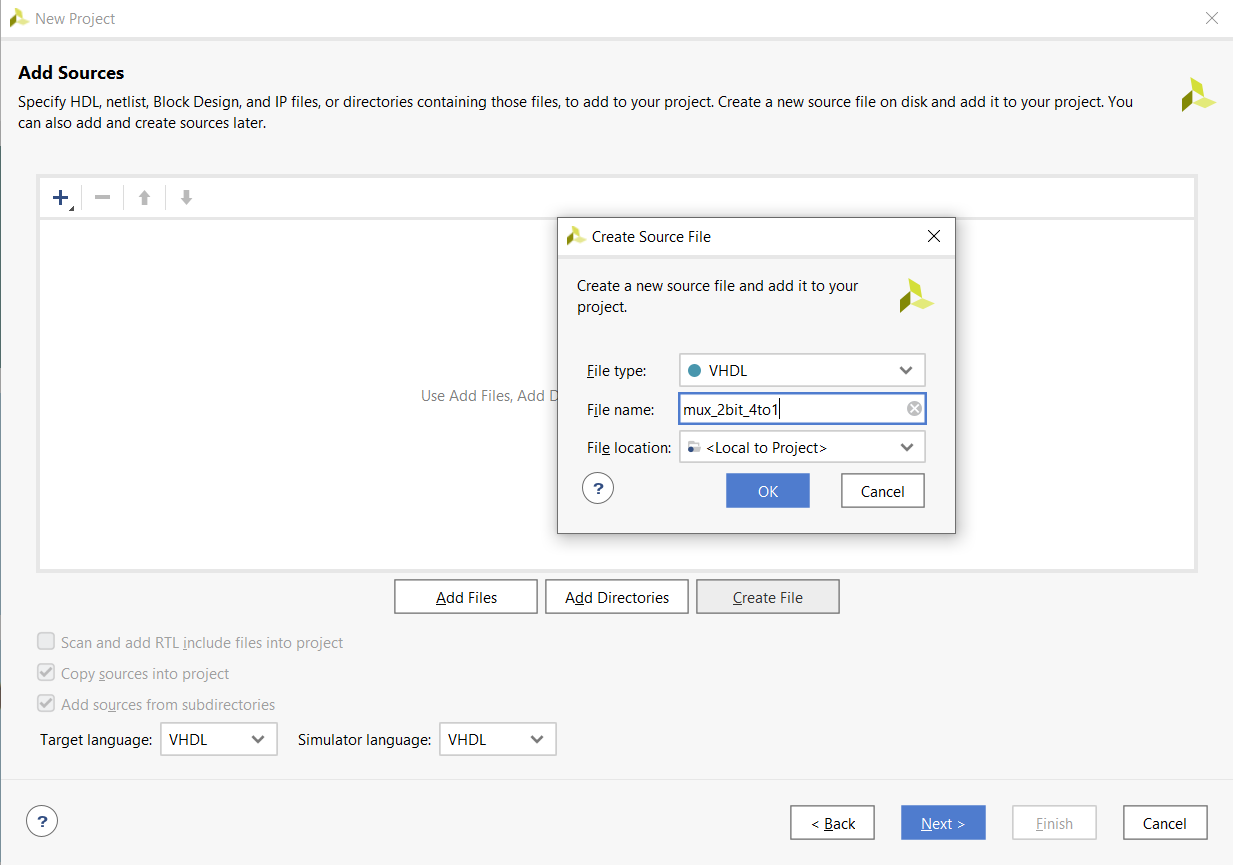 New Project
Add Sources
Specify HDL, netlist, Block Design, and IP files, or directories containing those files, to add to your project. Create a new source file on disk and add it to your project. You
can also add and create sources later.
Create Source File
Create a new source file and add it to your
project.
File type:
VHDL
File name:
mux_2bit_4to1
File location:
<Local to Project>
?
OK
Cancel
Use Add Files, Add D
Add Files
Add Directories
Create File
Scan and add RTL include files into project
Copy sources into project
Add sources from subdirectories
Target language:
VHDL
Simulator language:
VHDL
?
< Back
Next >
Finish
Cancel